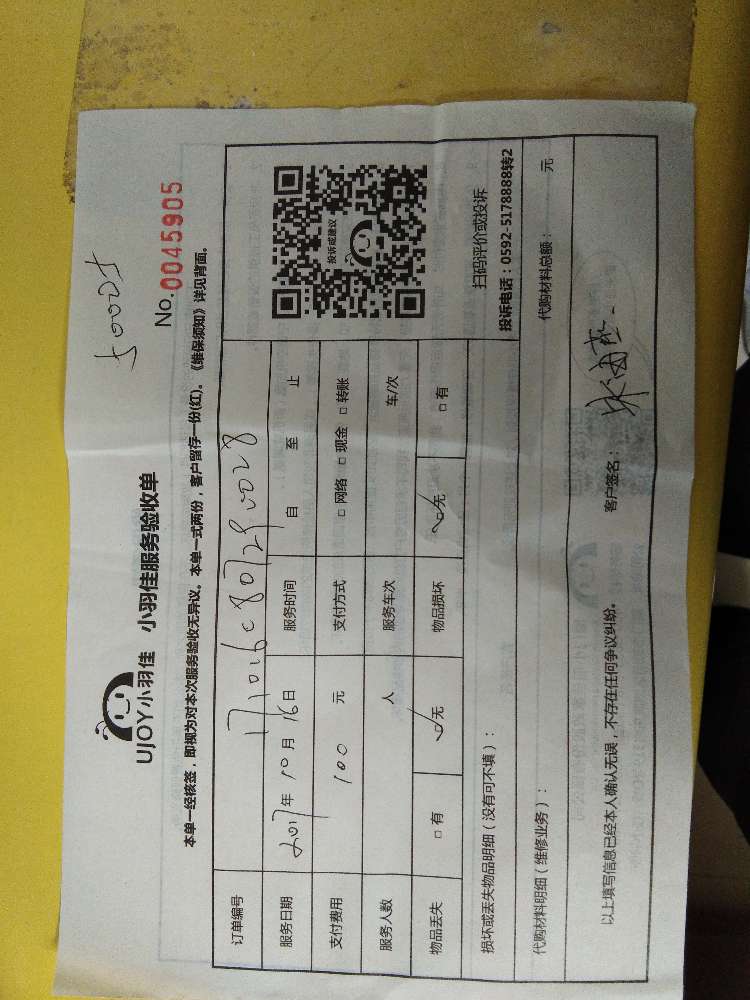 50025
UJOY小羽佳 小羽佳服务验收单
No.0045905
本单一经核签，即视为对本次服务验收无异议。本单一式两份，客户留存一份(红)。《维保须知》详见背面。
订单编号
服务日期 2017年10月16日 服务时间 自 至 止
支付费用 100 元 支付方式 □ 网络 □ 现金 □ 转账
服务人数 人 服务车次 车/次
物品丢失 □ 有 ☑ 无 物品损坏 ☑ 无 □ 有
投诉或建议
扫码评价或投诉
投诉电话：0592-5178888转2
损坏或丢失物品明细（没有可不填）：
代购材料明细（维修业务）： 代购材料总额： 元
以上填写信息已经本人确认无误，不存在任何争议纠纷。 客户签名：